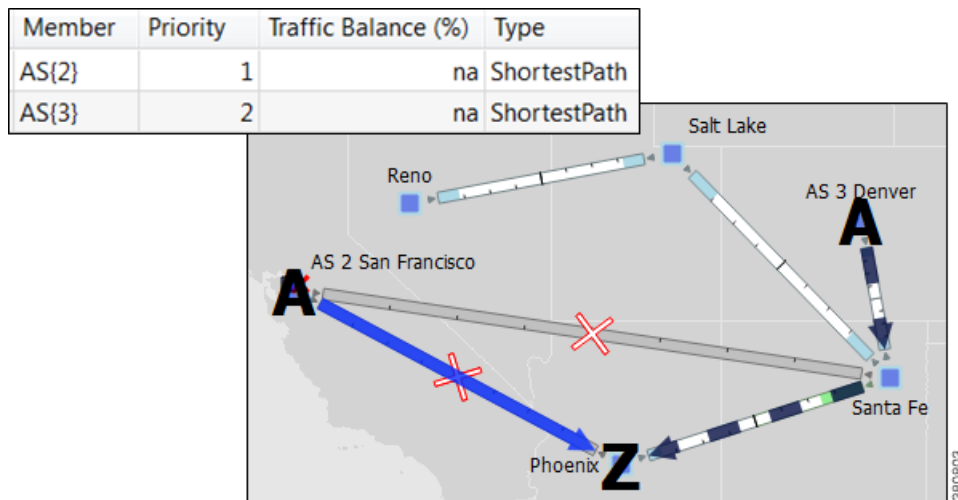 Member Priority Traffic Balance (%) Type
AS{2} 1 na ShortestPath
AS{3} 2 na ShortestPath
Salt Lake
Reno
AS 3 Denver
A
AS 2 San Francisco
A
Santa Fe
Phoenix Z
380803